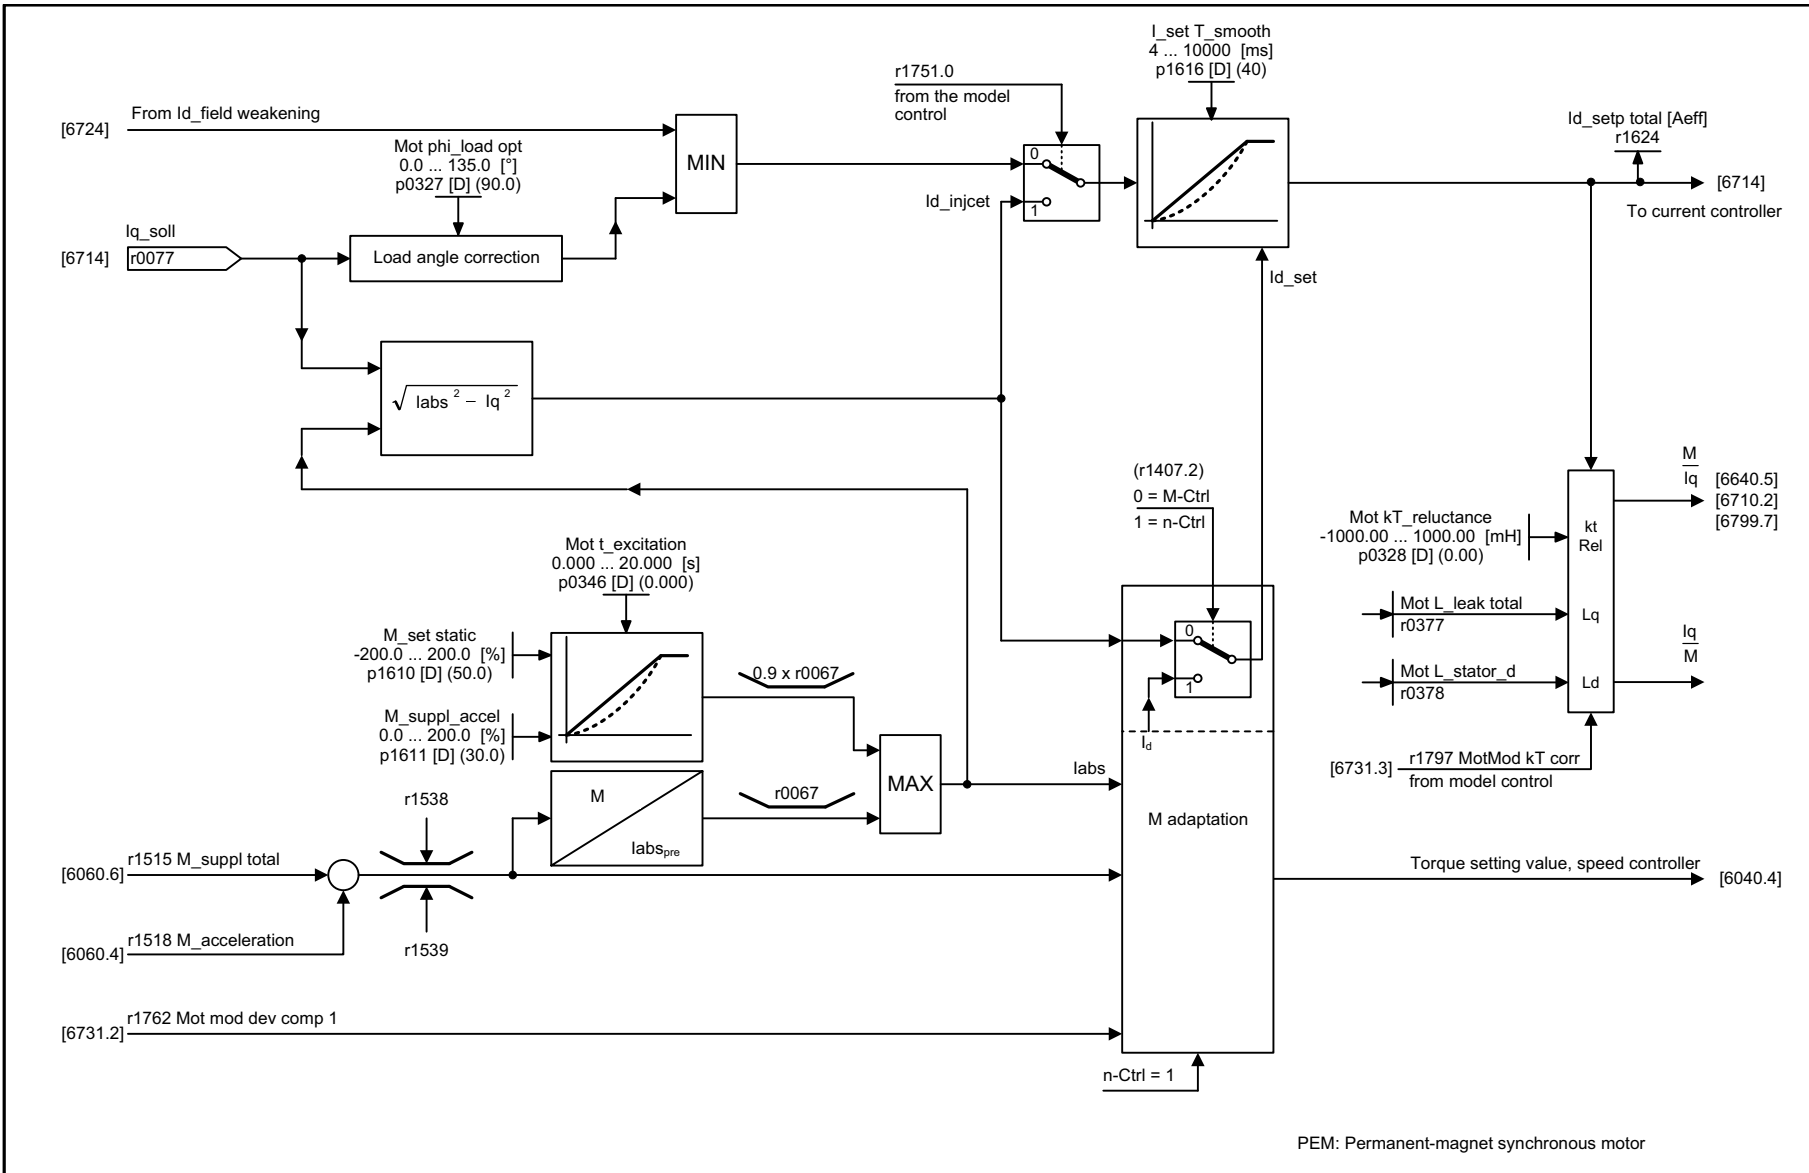 I_set T_smooth
4 ... 10000 [ms]
p1616 [D] (40)
r1751.0
from the model
control
[6724]
From Id_field weakening
Mot phi_load opt
0.0 ... 135.0 [°]
p0327 [D] (90.0)
MIN
0
1
Id_injcet
Id_setp total [Aeff]
r1624
[6714]
To current controller
Iq_soll
[6714]
r0077
Load angle correction
Id_set
√ Iabs 2 – Iq 2
(r1407.2)
0 = M-Ctrl
1 = n-Ctrl
M
Iq
[6640.5]
[6710.2]
[6799.7]
Mot kT_reluctance
-1000.00 ... 1000.00 [mH]
p0328 [D] (0.00)
kt
Rel
Mot t_excitation
0.000 ... 20.000 [s]
p0346 [D] (0.000)
Mot L_leak total
r0377
Lq
M_set static
-200.0 ... 200.0 [%]
p1610 [D] (50.0)
0.9 x r0067
0
1
Id
Iq
M
Mot L_stator_d
r0378
Ld
M_suppl_accel
0.0 ... 200.0 [%]
p1611 [D] (30.0)
[6731.3]
r1797 MotMod kT corr
from model control
Iabs
MAX
r0067
M
Iabspre
r1538
M adaptation
[6060.6]
r1515 M_suppl total
Torque setting value, speed controller
[6040.4]
[6060.4]
r1518 M_acceleration
r1539
[6731.2]
r1762 Mot mod dev comp 1
n-Ctrl = 1
PEM: Permanent-magnet synchronous motor